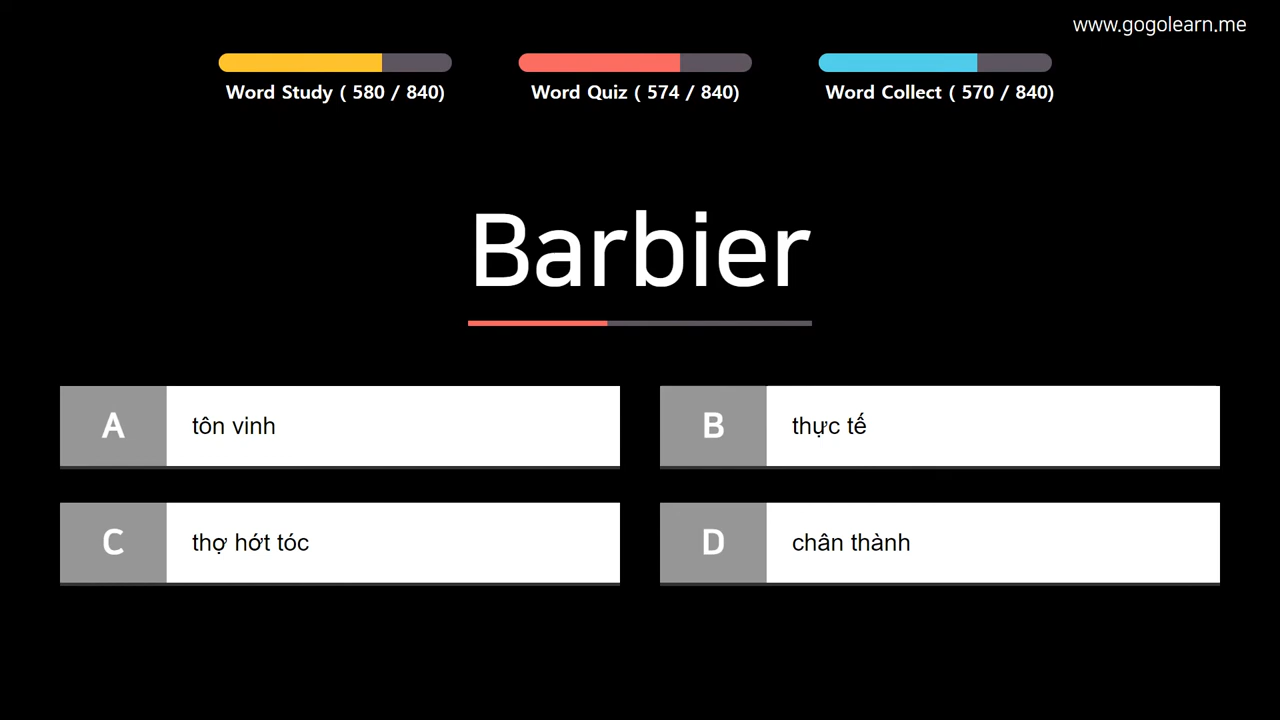 www.gogolearn.me
Word Study ( 580 / 840)
Word Quiz ( 574 / 840)
Word Collect ( 570 / 840)
Barbier
A
tôn vinh
B
thực tế
C
thợ hớt tóc
D
chân thành